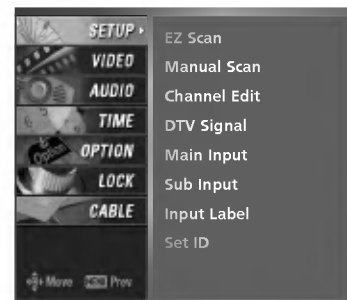 SETUP
VIDEO
AUDIO
TIME
OPTION
LOCK
CABLE
Move MENU Prev
EZ Scan
Manual Scan
Channel Edit
DTV Signal
Main Input
Sub Input
Input Label
Set ID